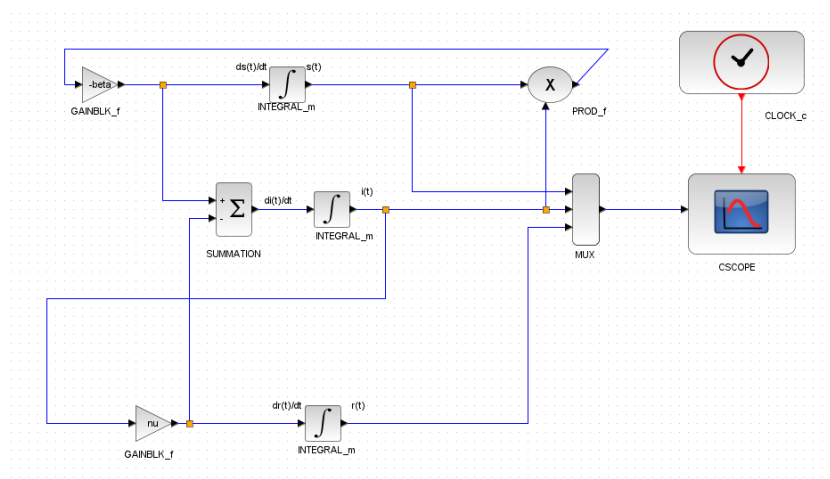 ds(t)/dt
s(t)
-beta
X
GAINBLK_f
INTEGRAL_m
PROD_f
CLOCK_c
i(t)
+
-
Σ
di(t)/dt
∫
∫
SUMMATION
INTEGRAL_m
MUX
CSCOPE
dr(t)/dt
r(t)
nu
∫
GAINBLK_f
INTEGRAL_m